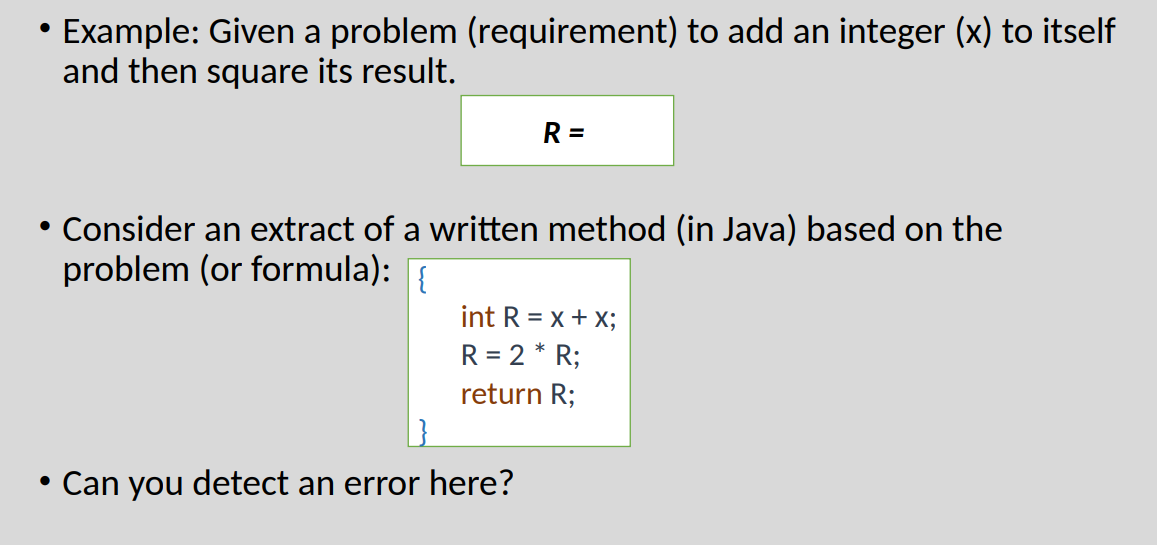 • Example: Given a problem (requirement) to add an integer (x) to itself
and then square its result.
R =
• Consider an extract of a written method (in Java) based on the
problem (or formula):
{
int R = x + x;
R = 2 * R;
return R;
}
• Can you detect an error here?